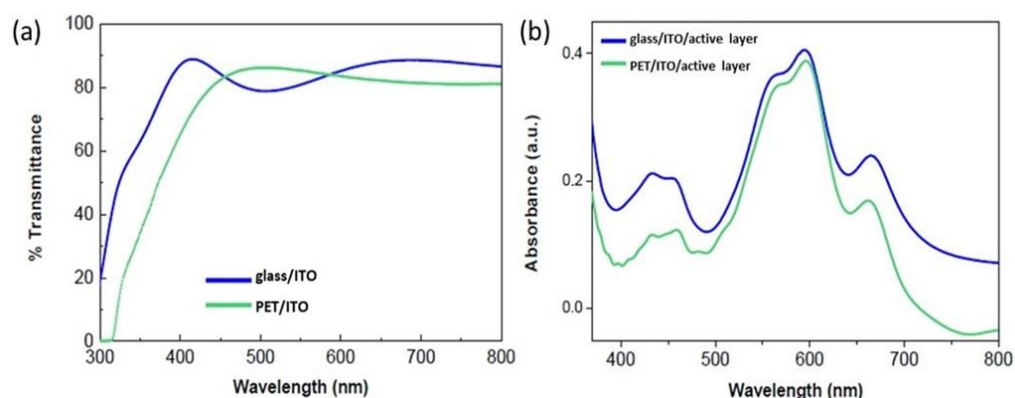 (a)
100
80
60
40
20
0
% Transmittance
glass/ITO
PET/ITO
300 400 500 600 700 800
Wavelength (nm)
(b)
0.4
0.2
0.0
Absorbance (a.u.)
glass/ITO/active layer
PET/ITO/active layer
400 500 600 700 800
Wavelength (nm)